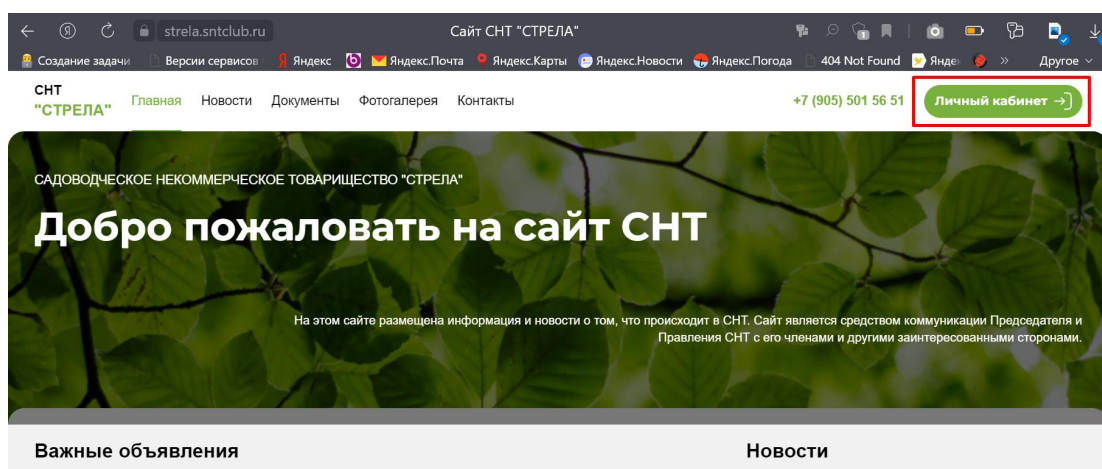 strela.sntclub.ru
Сайт СНТ "СТРЕЛА"
Создание задачи
Версии сервисов
Яндекс
Яндекс.Почта
Яндекс.Карты
Яндекс.Новости
Яндекс.Погода
404 Not Found
Янде
»
Другое
СНТ
"СТРЕЛА"
Главная
Новости
Документы
Фотогалерея
Контакты
+7 (905) 501 56 51
Личный кабинет
САДОВОДЧЕСКОЕ НЕКОММЕРЧЕСКОЕ ТОВАРИЩЕСТВО "СТРЕЛА"
Добро пожаловать на сайт СНТ
На этом сайте размещена информация и новости о том, что происходит в СНТ. Сайт является средством коммуникации Председателя и
Правления СНТ с его членами и другими заинтересованными сторонами.
Важные объявления
Новости